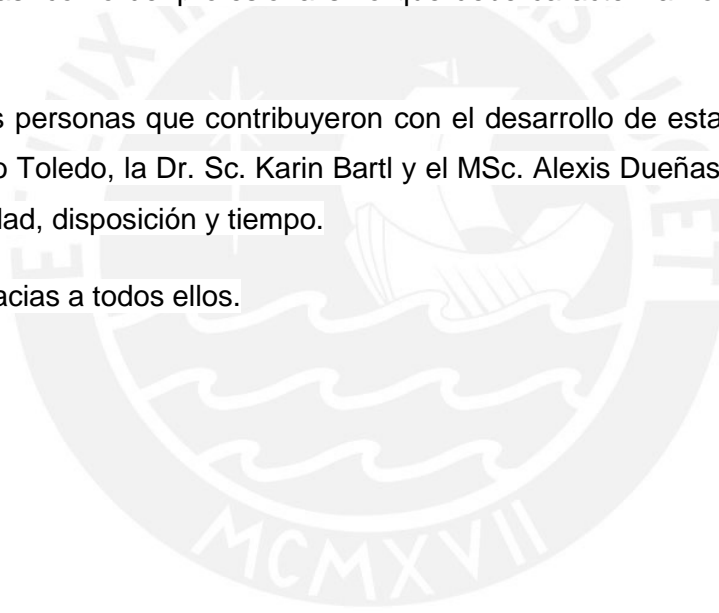 s personas que contribuyeron con el desarrollo de esta
o Toledo, la Dr. Sc. Karin Bartl y el MSc. Alexis Dueñas
dad, disposición y tiempo.
acias a todos ellos.
MCMXVII